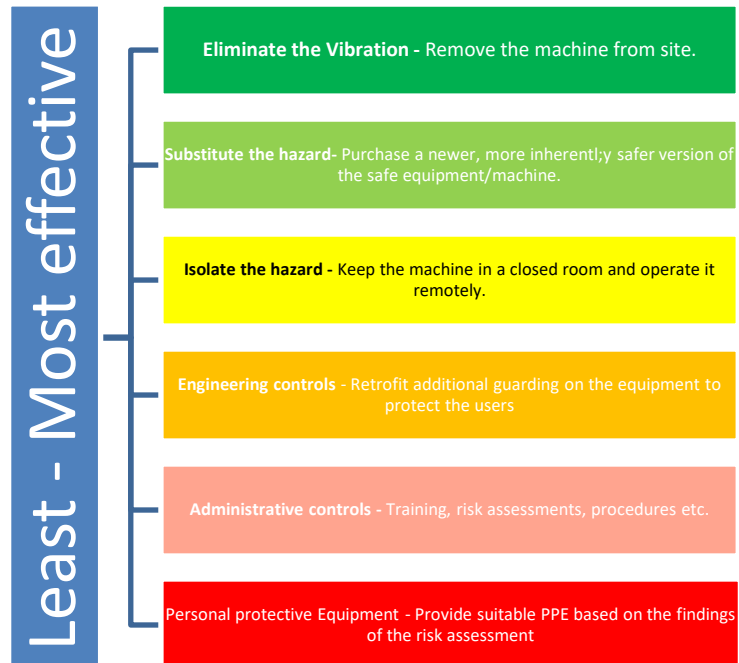 Least - Most effective
Eliminate the Vibration - Remove the machine from site.
Substitute the hazard- Purchase a newer, more inherentl;y safer version of
the safe equipment/machine.
Isolate the hazard - Keep the machine in a closed room and operate it
remotely.
Engineering controls - Retrofit additional guarding on the equipment to
protect the users
Administrative controls - Training, risk assessments, procedures etc.
Personal protective Equipment - Provide suitable PPE based on the findings
of the risk assessment